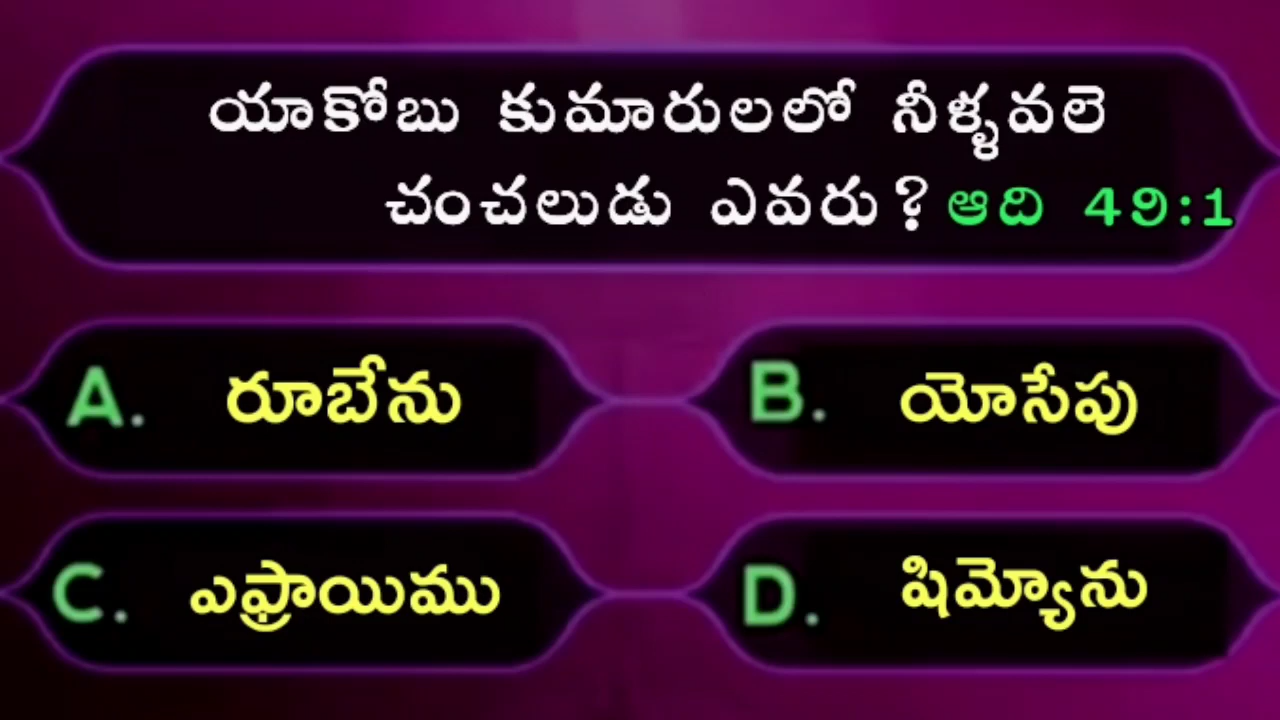 యాకోబు కుమారులలో నీళ్ళవలె
చంచలుడు ఎవరు? ఆది 49:1
A. రూబేను
B. యోసేపు
C. ఎఫ్రాయిము
D. షిమ్యోను